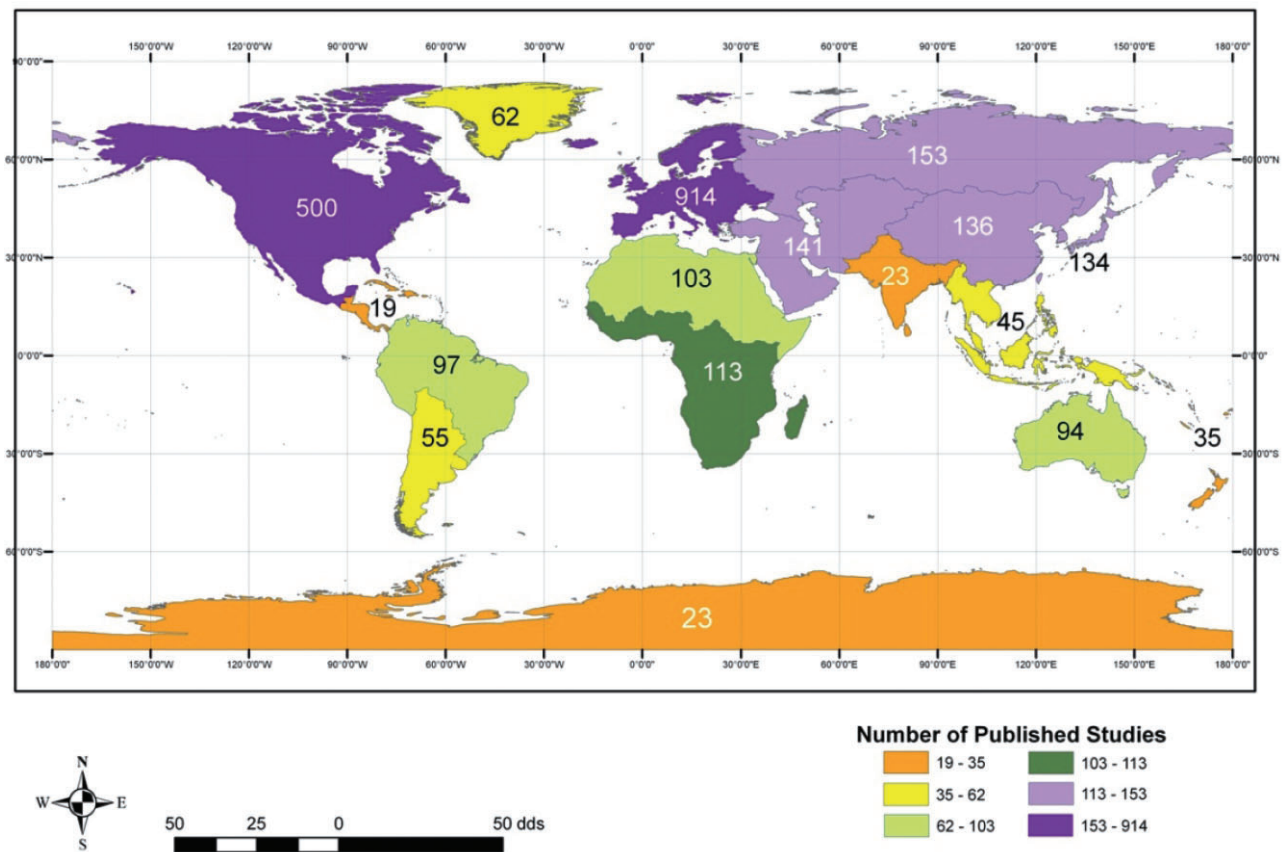 150°0'0"W 120°0'0"W 90°0'0"W 60°0'0"W 30°0'0"W 0°0'0" 30°0'0"E 60°0'0"E 90°0'0"E 120°0'0"E 150°0'0"E 180°0'0"
62
60°0'0"N 153 60°0'0"N
500 914
141 136
30°0'0"N 134 30°0'0"N
103 23
19 45
0°0'0" 97 113 0°0'0"
55 94 35
30°0'0"S 30°0'0"S
60°0'0"S 60°0'0"S
23
180°0'0" 150°0'0"W 120°0'0"W 90°0'0"W 60°0'0"W 30°0'0"W 0°0'0" 30°0'0"E 60°0'0"E 90°0'0"E 120°0'0"E 150°0'0"E 180°0'0"
Number of Published Studies
19 - 35 103 - 113
35 - 62 113 - 153
62 - 103 153 - 914
N
W E
S
50 25 0 50 dds